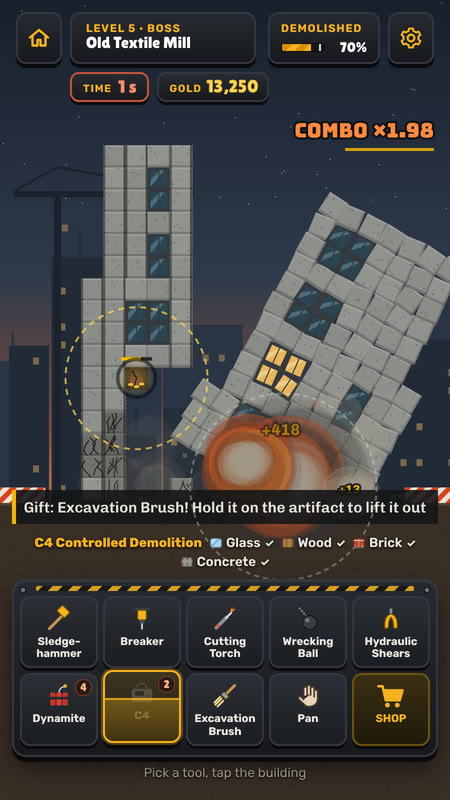 LEVEL 5 • BOSS
Old Textile Mill
DEMOLISHED
70%
TIME 1 s
GOLD 13,250
COMBO ×1.98
+418
+13
Gift: Excavation Brush! Hold it on the artifact to lift it out
C4 Controlled Demolition Glass ✓ Wood ✓ Brick ✓
Concrete ✓
Sledge-
hammer
Breaker
Cutting
Torch
Wrecking
Ball
Hydraulic
Shears
4
Dynamite
2
C4
Excavation
Brush
Pan
SHOP
Pick a tool, tap the building